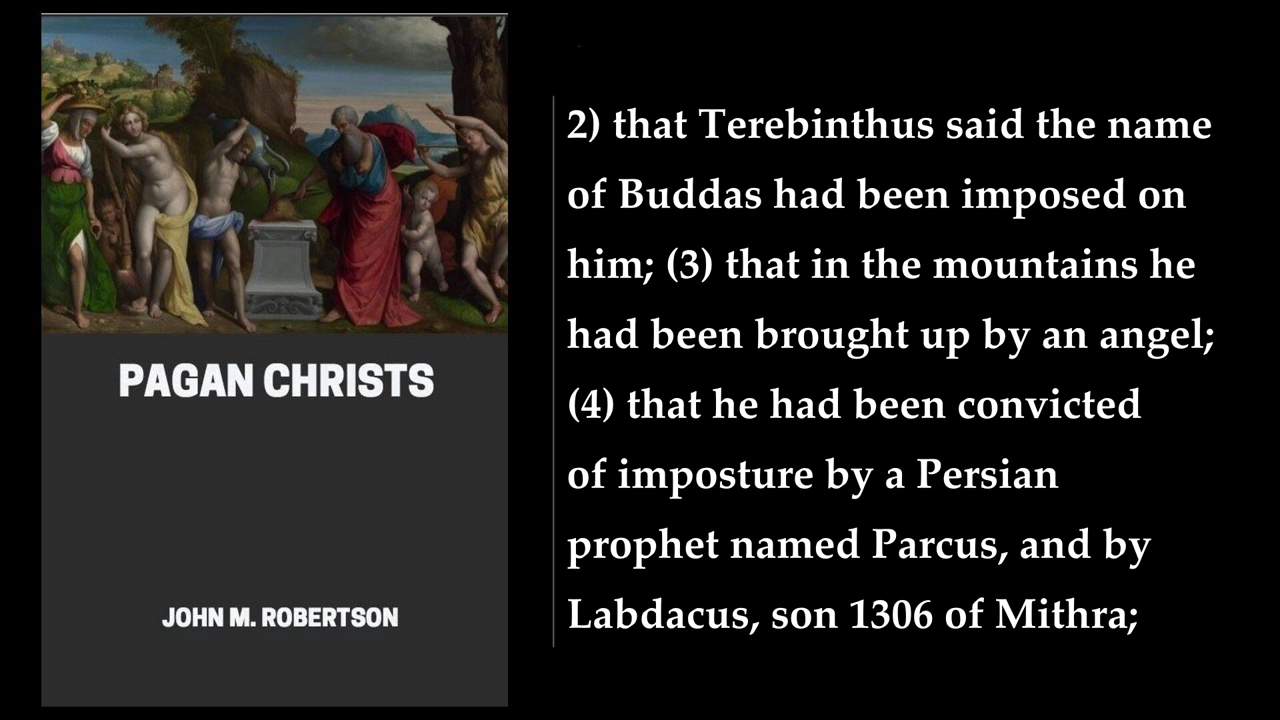 PAGAN CHRISTS
JOHN M. ROBERTSON
2) that Terebinthus said the name
of Buddas had been imposed on
him; (3) that in the mountains he
had been brought up by an angel;
(4) that he had been convicted
of imposture by a Persian
prophet named Parcus, and by
Labdacus, son 1306 of Mithra;